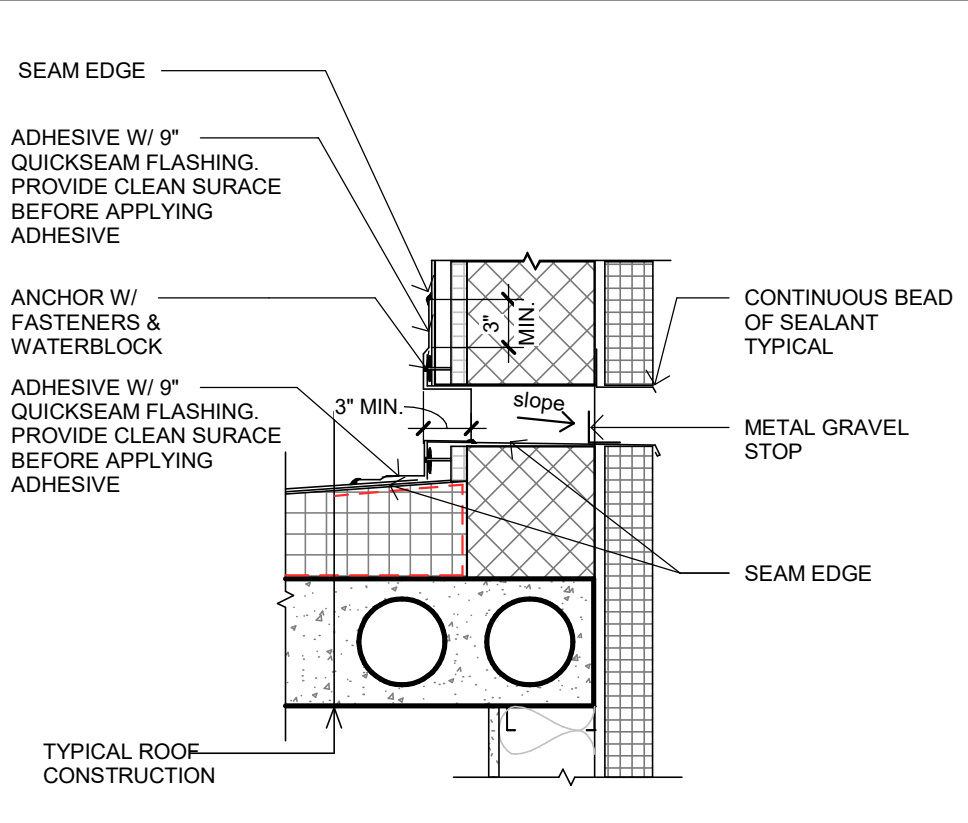 SEAM EDGE
ADHESIVE W/ 9"
QUICKSEAM FLASHING.
PROVIDE CLEAN SURACE
BEFORE APPLYING
ADHESIVE
ANCHOR W/
FASTENERS &
WATERBLOCK
ADHESIVE W/ 9"
QUICKSEAM FLASHING.
PROVIDE CLEAN SURACE
BEFORE APPLYING
ADHESIVE
TYPICAL ROOF
CONSTRUCTION
3"
MIN.
3" MIN.
slope
CONTINUOUS BEAD
OF SEALANT
TYPICAL
METAL GRAVEL
STOP
SEAM EDGE